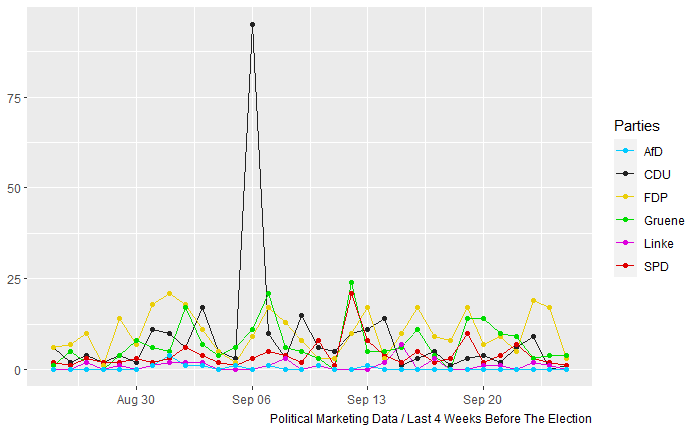 75
50
25
0
Aug 30
Sep 06
Sep 13
Sep 20
Political Marketing Data / Last 4 Weeks Before The Election
Parties
AfD
CDU
FDP
Gruene
Linke
SPD